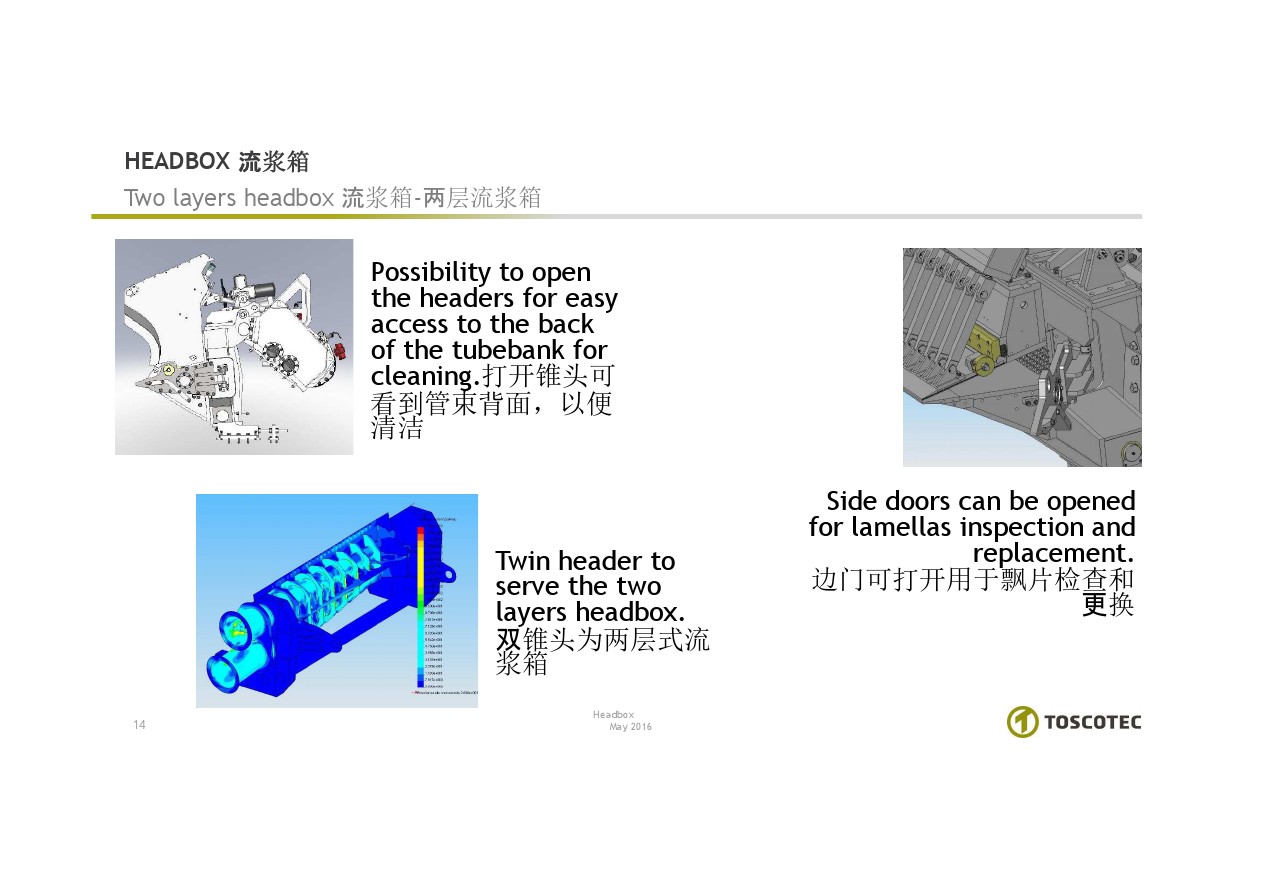 HEADBOX 流浆箱
Two layers headbox 流浆箱-两层流浆箱
Possibility to open
the headers for easy
access to the back
of the tubebank for
cleaning.打开锥头可
看到管束背面，以便
清洁
Side doors can be opened
for lamellas inspection and
replacement.
边门可打开用于飘片检查和
更换
Twin header to
serve the two
layers headbox.
双锥头为两层式流
浆箱
14
Headbox
May 2016
TOSCOTEC